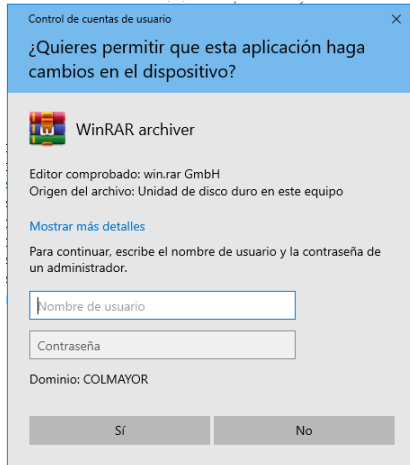 Control de cuentas de usuario
¿Quieres permitir que esta aplicación haga
cambios en el dispositivo?
WinRAR archiver
Editor comprobado: win.rar GmbH
Origen del archivo: Unidad de disco duro en este equipo
Mostrar más detalles
Para continuar, escribe el nombre de usuario y la contraseña de
un administrador.
Nombre de usuario
Contraseña
Dominio: COLMAYOR
Sí
No